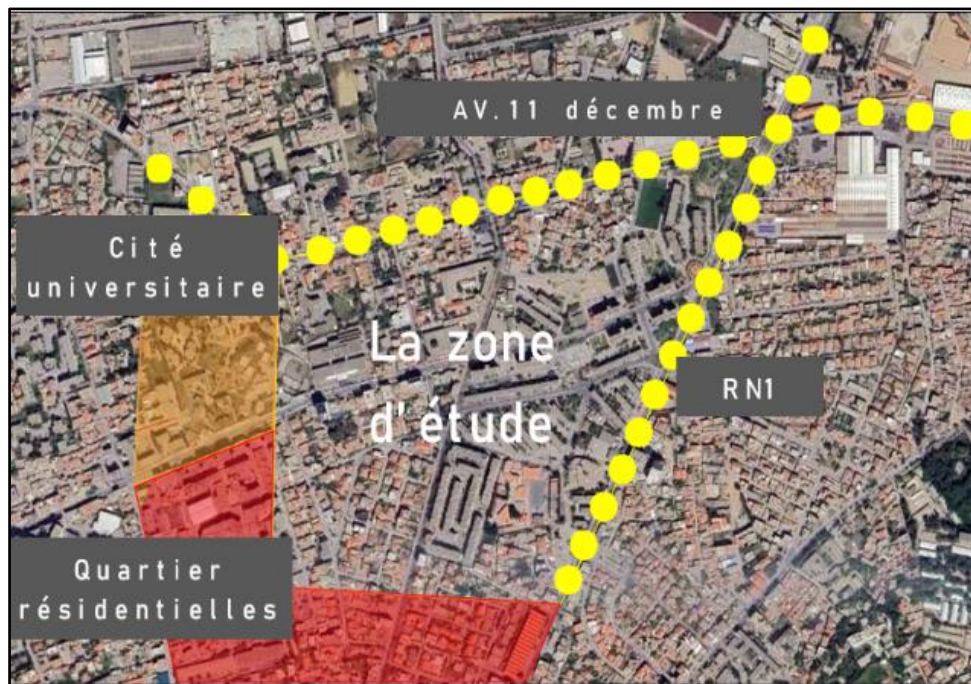 AV.11 décembre
Cité
universitaire
La zone
d'étude
RN1
Quartier
résidentielles